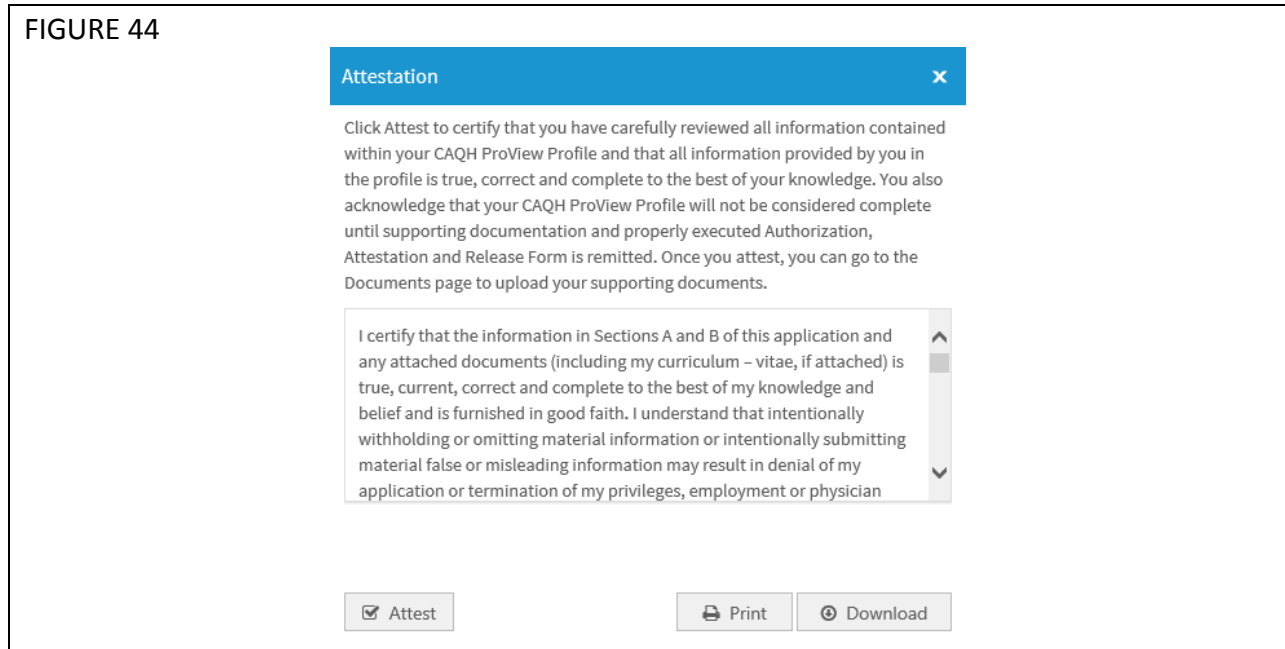 FIGURE 44
Attestation
Click Attest to certify that you have carefully reviewed all information contained
within your CAQH ProView Profile and that all information provided by you in
the profile is true, correct and complete to the best of your knowledge. You also
acknowledge that your CAQH ProView Profile will not be considered complete
until supporting documentation and properly executed Authorization,
Attestation and Release Form is remitted. Once you attest, you can go to the
Documents page to upload your supporting documents.
I certify that the information in Sections A and B of this application and
any attached documents (including my curriculum – vitae, if attached) is
true, current, correct and complete to the best of my knowledge and
belief and is furnished in good faith. I understand that intentionally
withholding or omitting material information or intentionally submitting
material false or misleading information may result in denial of my
application or termination of my privileges, employment or physician
Attest Print Download